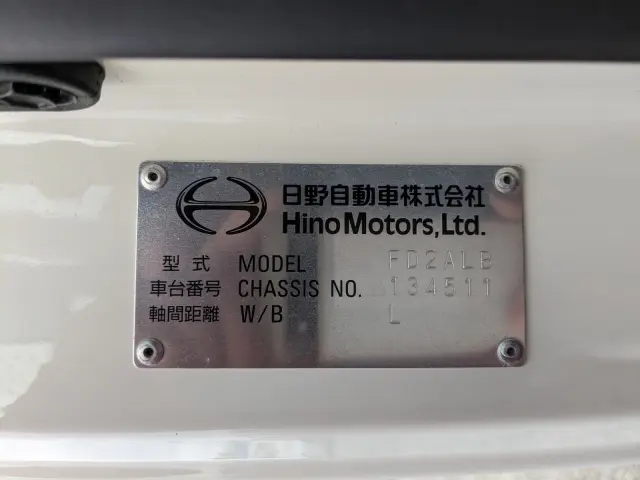 日野自動車株式会社
Hino Motors, Ltd.
型式 MODEL FD2ALB
車台番号 CHASSIS NO. 134511
軸間距離 W/B L